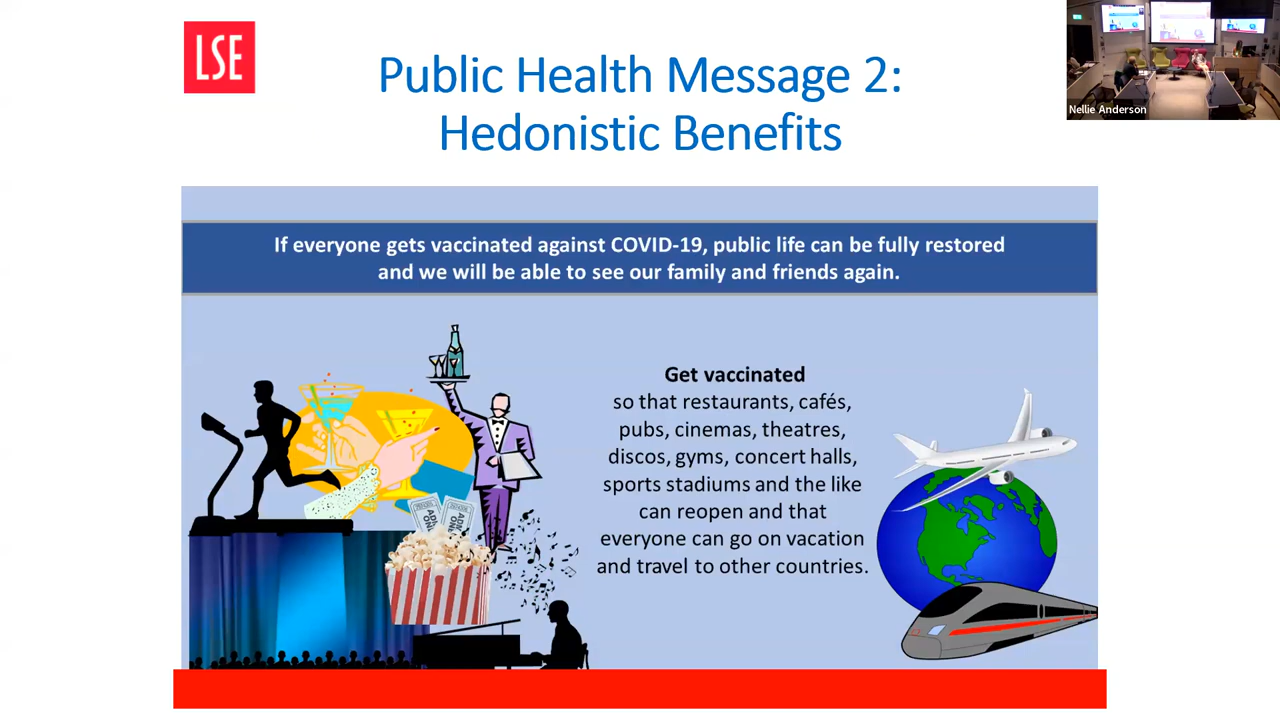 LSE
Public Health Message 2:
Hedonistic Benefits
Nellie Anderson
If everyone gets vaccinated against COVID-19, public life can be fully restored
and we will be able to see our family and friends again.
Get vaccinated
so that restaurants, cafés,
pubs, cinemas, theatres,
discos, gyms, concert halls,
sports stadiums and the like
can reopen and that
everyone can go on vacation
and travel to other countries.